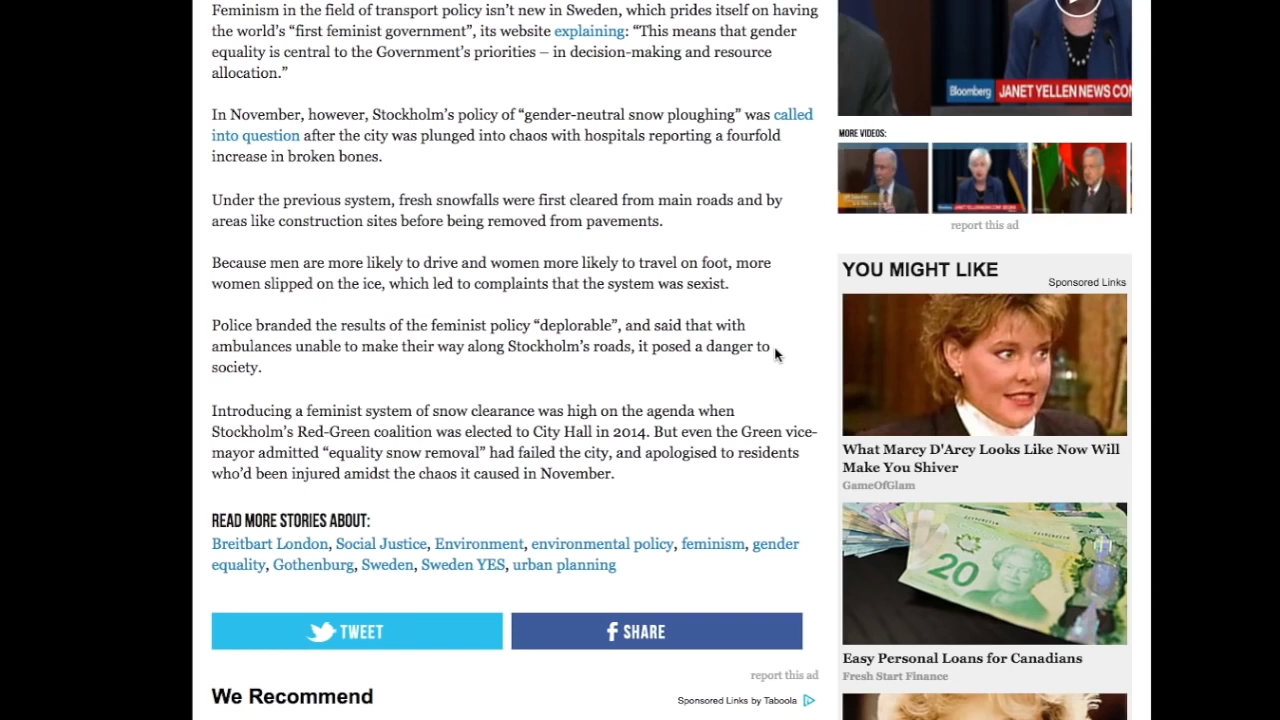 Feminism in the field of transport policy isn’t new in Sweden, which prides itself on having
the world’s “first feminist government”, its website explaining: “This means that gender
equality is central to the Government’s priorities – in decision-making and resource
allocation.”
In November, however, Stockholm’s policy of “gender-neutral snow ploughing” was called
into question after the city was plunged into chaos with hospitals reporting a fourfold
increase in broken bones.
Under the previous system, fresh snowfalls were first cleared from main roads and by
areas like construction sites before being removed from pavements.
Because men are more likely to drive and women more likely to travel on foot, more
women slipped on the ice, which led to complaints that the system was sexist.
Police branded the results of the feminist policy “deplorable”, and said that with
ambulances unable to make their way along Stockholm’s roads, it posed a danger to
society.
Introducing a feminist system of snow clearance was high on the agenda when
Stockholm’s Red-Green coalition was elected to City Hall in 2014. But even the Green vice-
mayor admitted “equality snow removal” had failed the city, and apologised to residents
who’d been injured amidst the chaos it caused in November.
READ MORE STORIES ABOUT:
Breitbart London, Social Justice, Environment, environmental policy, feminism, gender
equality, Gothenburg, Sweden, Sweden YES, urban planning
TWEET
SHARE
report this ad
We Recommend
Sponsored Links by Taboola
Bloomberg
JANET YELLEN NEWS CON
MORE VIDEOS:
report this ad
YOU MIGHT LIKE
Sponsored Links
What Marcy D'Arcy Looks Like Now Will
Make You Shiver
GameOfGlam
20
Easy Personal Loans for Canadians
Fresh Start Finance